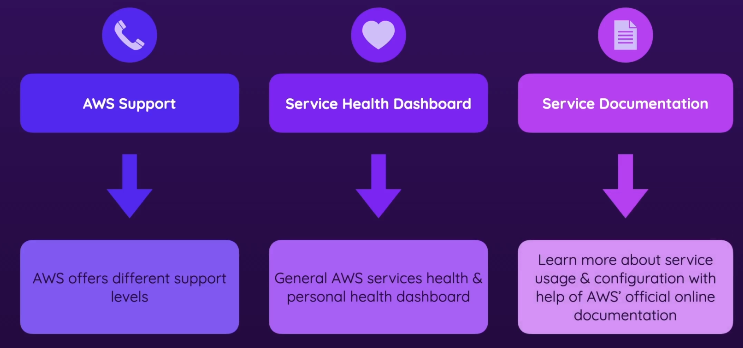 AWS Support
Service Health Dashboard
Service Documentation
AWS offers different support
levels
General AWS services health &
personal health dashboard
Learn more about service
usage & configuration with
help of AWS’ official online
documentation